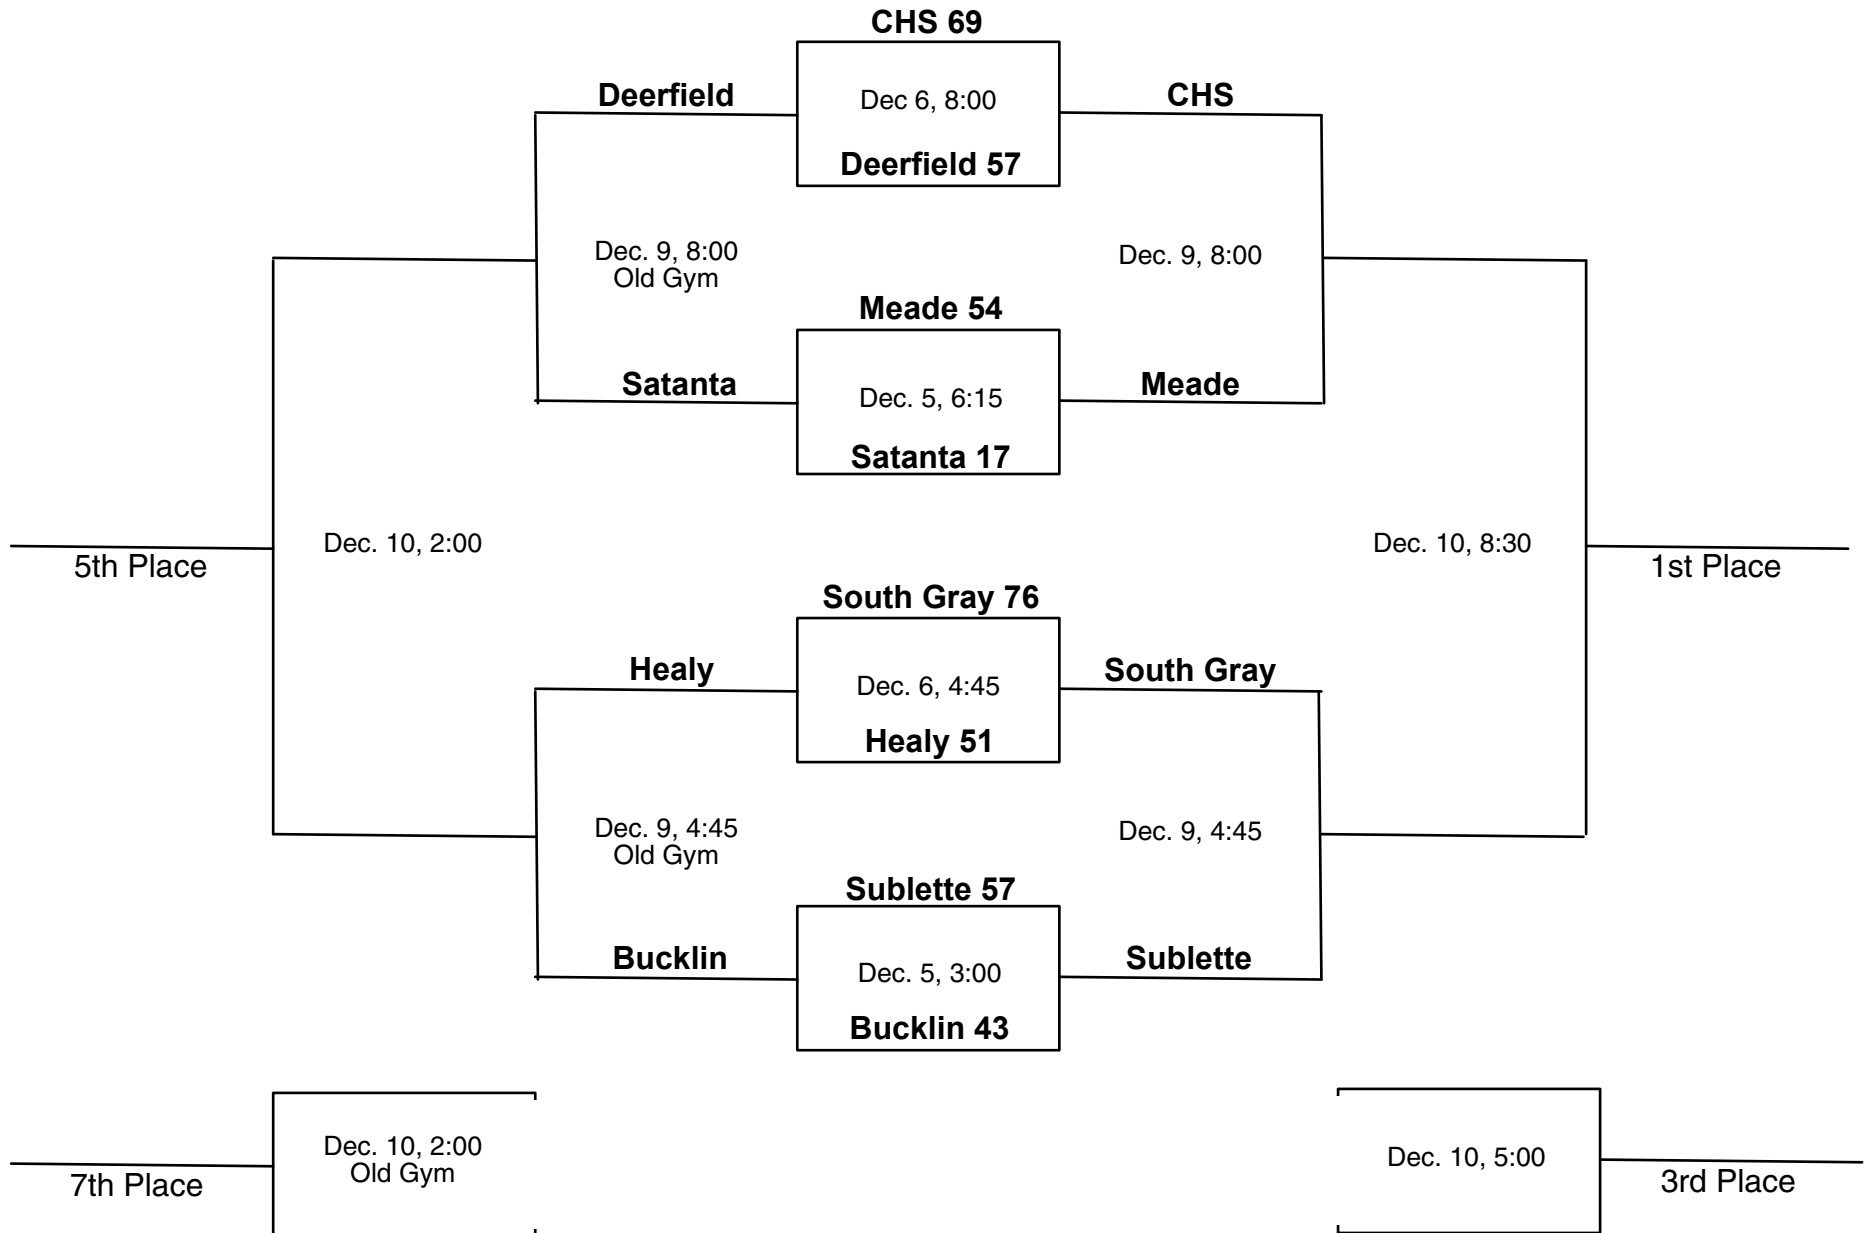 CHS 69
Deerfield
Dec 6, 8:00
CHS
Deerfield 57
Dec. 9, 8:00
Old Gym
Dec. 9, 8:00
Meade 54
Satanta
Dec. 5, 6:15
Meade
Satanta 17
Dec. 10, 2:00
Dec. 10, 8:30
5th Place
1st Place
South Gray 76
Healy
Dec. 6, 4:45
South Gray
Healy 51
Dec. 9, 4:45
Old Gym
Dec. 9, 4:45
Sublette 57
Bucklin
Dec. 5, 3:00
Sublette
Bucklin 43
Dec. 10, 2:00
Old Gym
Dec. 10, 5:00
7th Place
3rd Place